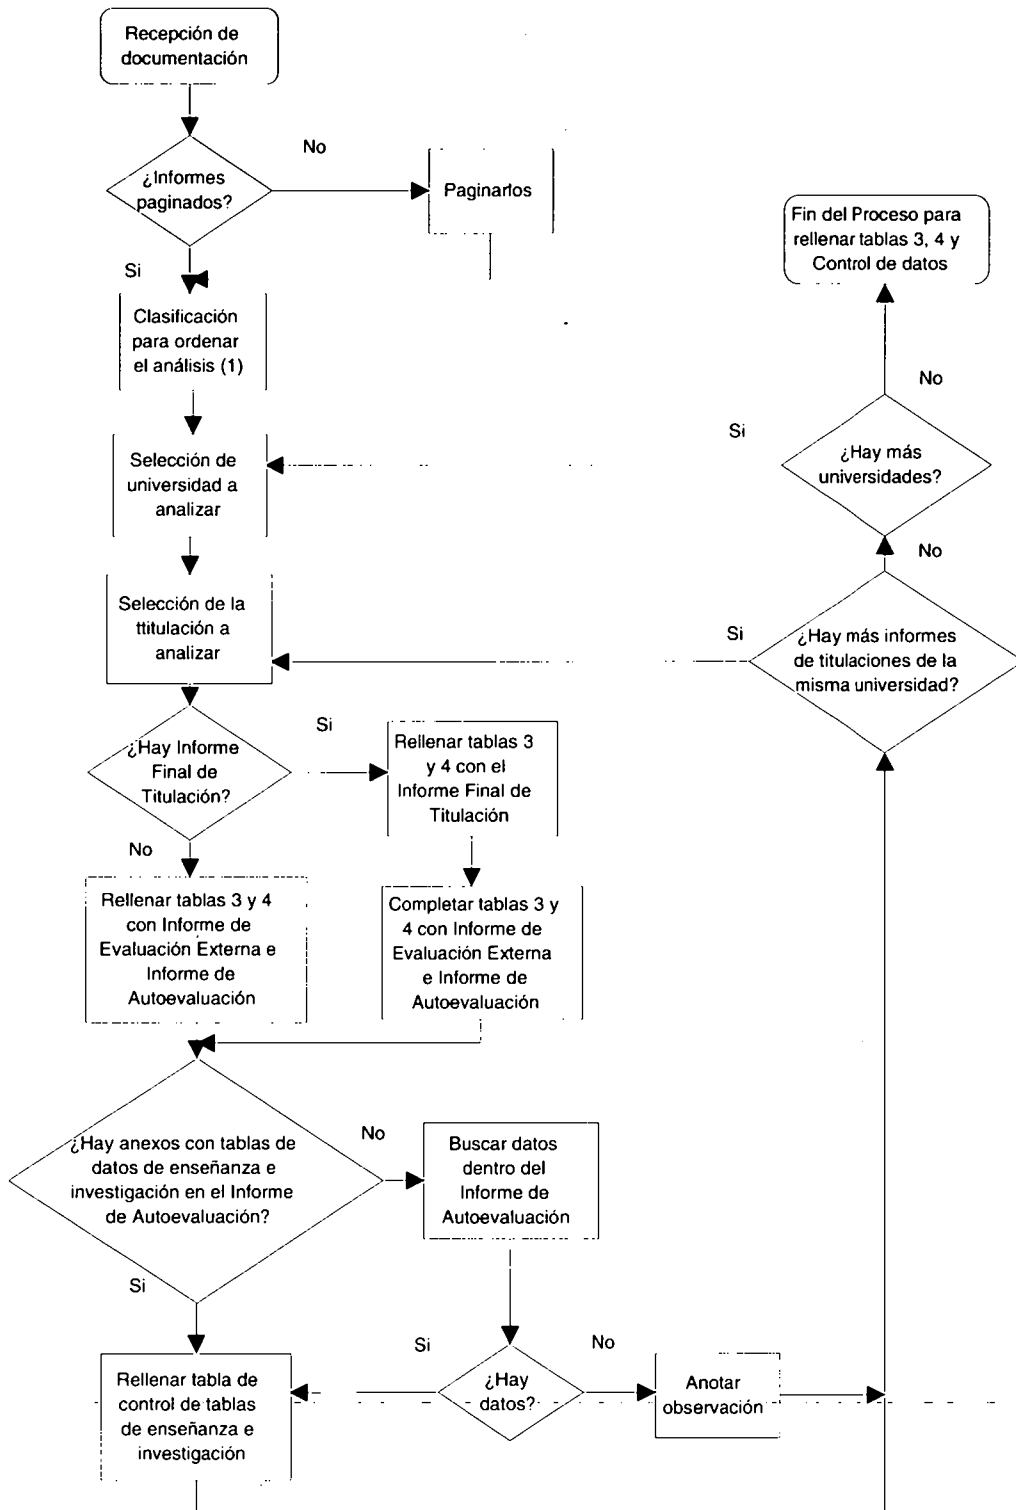 Recepción de
documentación
No
¿Informes
paginados?
Paginarlos
Si
Clasificación
para ordenar
el análisis (1)
Selección de
universidad a
analizar
Selección de la
ttitulación a
analizar
¿Hay Informe
Final de
Titulación?
Si
Rellenar tablas 3
y 4 con el
Informe Final de
Titulación
No
Rellenar tablas 3 y 4
con Informe de
Evaluación Externa e
Informe de
Autoevaluación
Completar tablas 3 y
4 con Informe de
Evaluación Externa
e Informe de
Autoevaluación
¿Hay anexos con tablas de
datos de enseñanza e
investigación en el Informe
de Autoevaluación?
No
Buscar datos
dentro del
Informe de
Autoevaluación
Si
Rellenar tabla de
control de tablas
de enseñanza e
investigación
Si
¿Hay
datos?
No
Anotar
observación
¿Hay más informes
de titulaciones de la
misma universidad?
Si
No
¿Hay más
universidades?
Si
No
Fin del Proceso para
rellenar tablas 3, 4 y
Control de datos